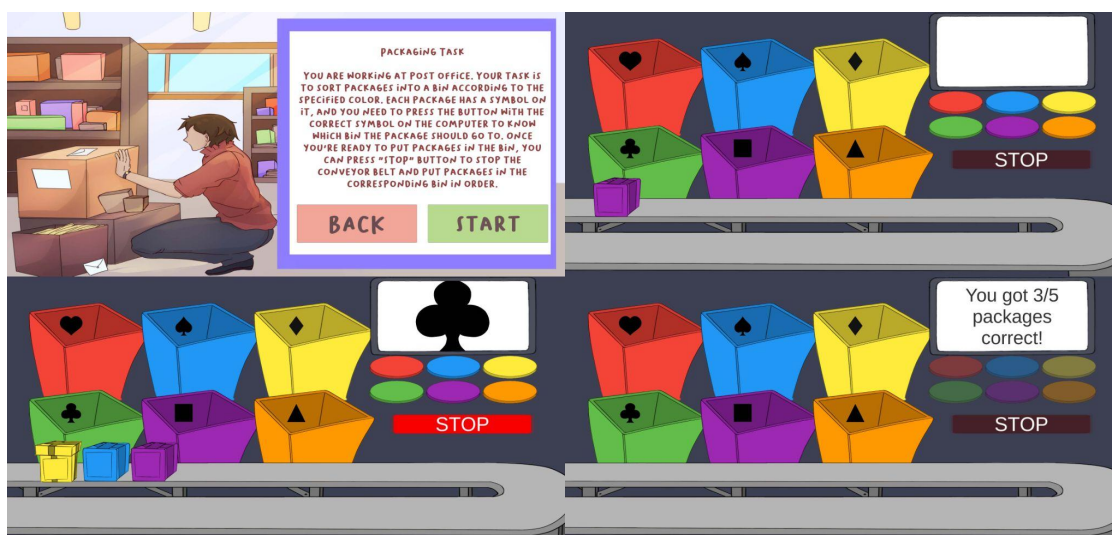 PACKAGING TASK
YOU ARE WORKING AT POST OFFICE. YOUR TASK IS
TO SORT PACKAGES INTO A BIN ACCORDING TO THE
SPECIFIED COLOR. EACH PACKAGE HAS A SYMBOL ON
IT, AND YOU NEED TO PRESS THE BUTTON WITH THE
CORRECT SYMBOL ON THE COMPUTER TO KNOW
WHICH BIN THE PACKAGE SHOULD GO TO. ONCE
YOU'RE READY TO PUT PACKAGES IN THE BIN, YOU
CAN PRESS "STOP" BUTTON TO STOP THE
CONVEYOR BELT AND PUT PACKAGES IN THE
CORRESPONDING BIN IN ORDER.
BACK
START
STOP
STOP
You got 3/5
packages
correct!
STOP